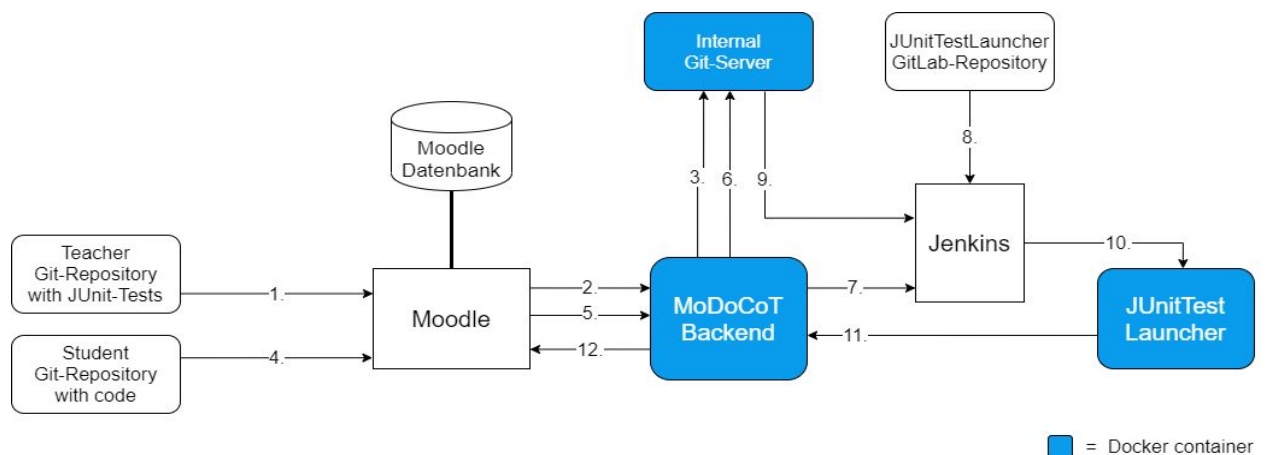 Internal
Git-Server
JUnitTestLauncher
GitLab-Repository
Moodle
Datenbank
8.
3.
6.
9.
Teacher
Git-Repository
with JUnit-Tests
Jenkins
10.
1.
Moodle
2.
5.
12.
MoDoCoT
Backend
7.
11.
JUnitTest
Launcher
Student
Git-Repository
with code
4.
= Docker container